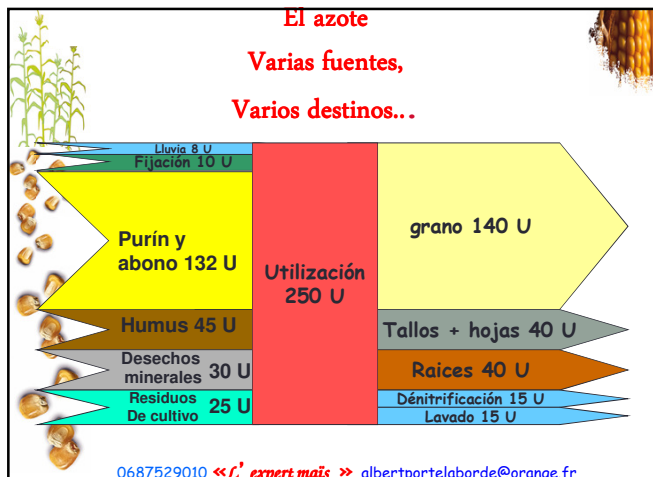 El azote
Varias fuentes,
Varios destinos...
Lluvia 8 U
Fijación 10 U
Purín y
abono 132 U
Humus 45 U
Desechos
minerales 30 U
Residuos
De cultivo 25 U
Utilización
250 U
grano 140 U
Tallos + hojas 40 U
Raices 40 U
Dénitrificación 15 U
Lavado 15 U
0687529010 «L' expert maïs » albertportelaborde@orange.fr